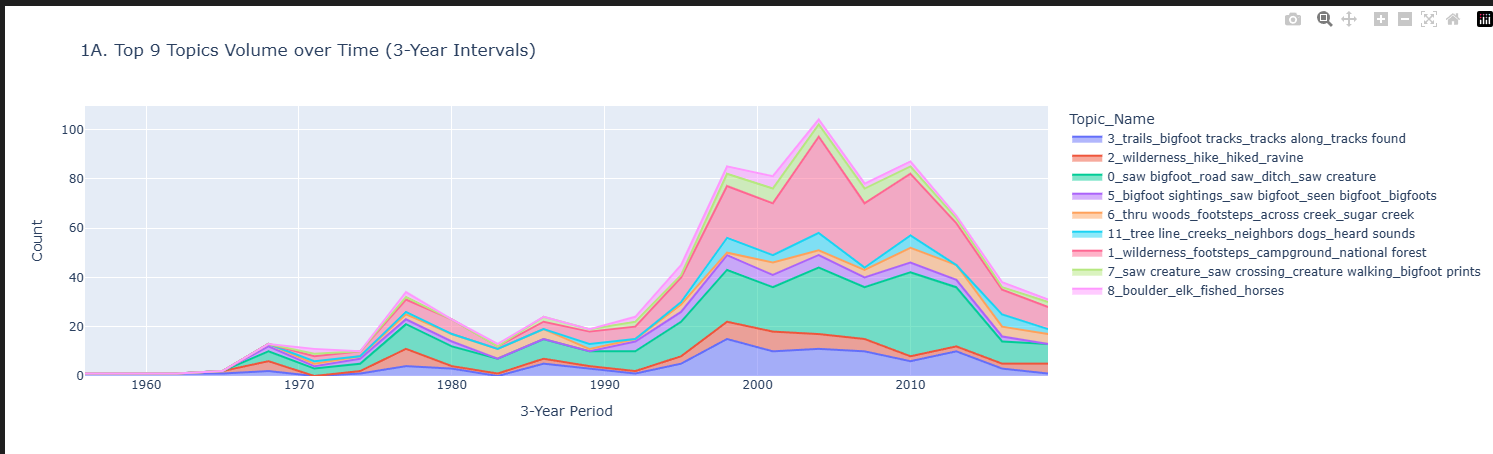 1A. Top 9 Topics Volume over Time (3-Year Intervals)
Count
100
80
60
40
20
0
1960
1970
1980
1990
2000
2010
3-Year Period
Topic_Name
3_trails_bigfoot tracks_tracks along_tracks found
2_wilderness_hike_hiked_ravine
0_saw bigfoot_road saw_ditch_saw creature
5_bigfoot sightings_saw bigfoot_seen bigfoot_bigfoots
6_thru woods_footsteps_across creek_sugar creek
11_tree line_creeks_neighbors dogs_heard sounds
1_wilderness_footsteps_campground_national forest
7_saw creature_saw crossing_creature walking_bigfoot prints
8_boulder_elk_fished_horses